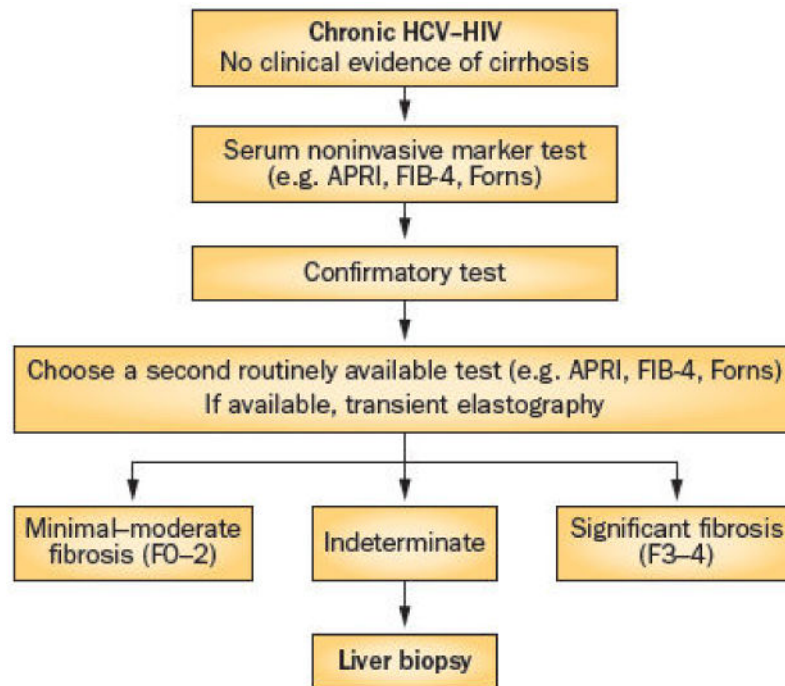 Chronic HCV–HIV
No clinical evidence of cirrhosis
Serum noninvasive marker test
(e.g. APRI, FIB-4, Forns)
Confirmatory test
Choose a second routinely available test (e.g. APRI, FIB-4, Forns)
If available, transient elastography
Minimal–moderate
fibrosis (F0–2)
Indeterminate
Significant fibrosis
(F3–4)
Liver biopsy